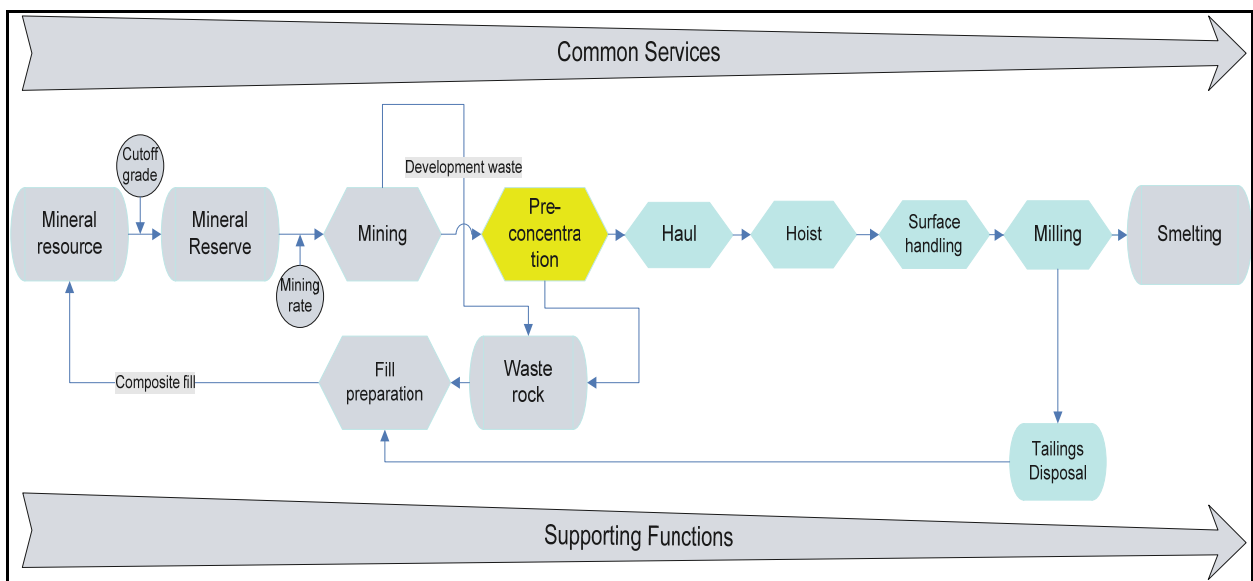 Common Services
Cutoff
grade
Development waste
Mineral
resource
Mineral
Reserve
Mining
Pre-
concentra
tion
Haul
Hoist
Surface
handling
Milling
Smelting
Mining
rate
Composite fill
Fill
preparation
Waste
rock
Tailings
Disposal
Supporting Functions